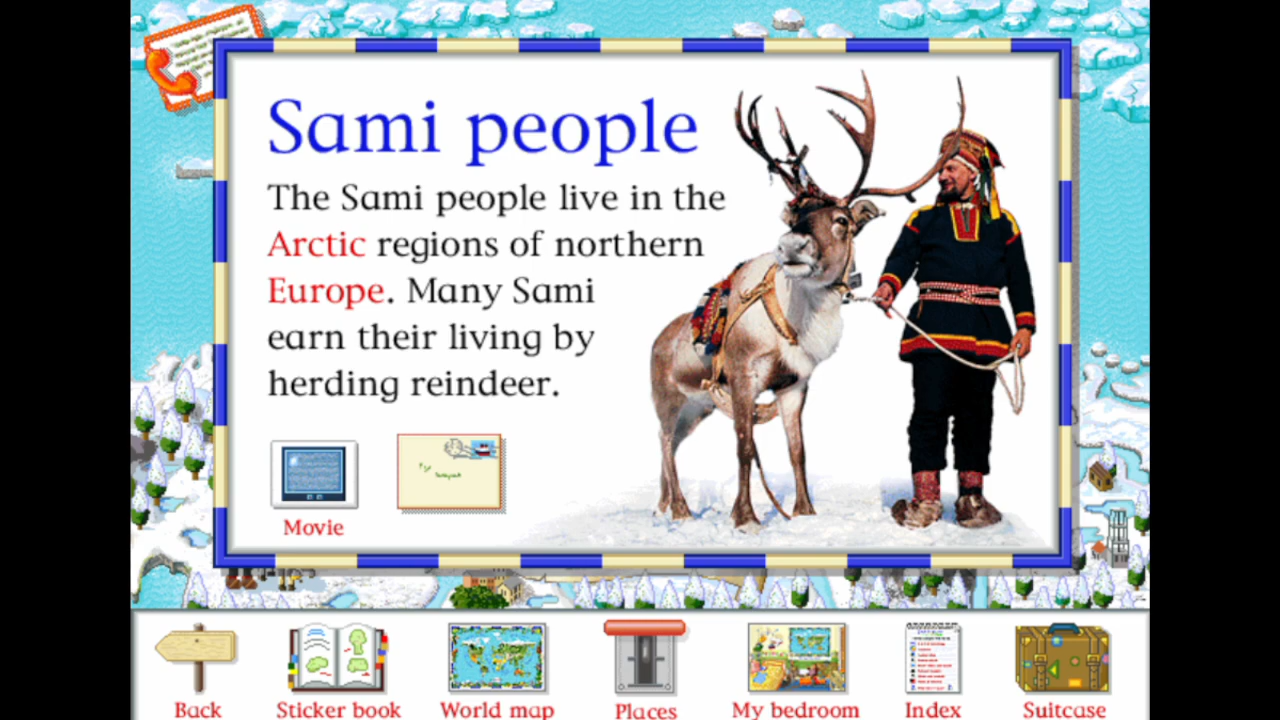 Sami people
The Sami people live in the
Arctic regions of northern
Europe. Many Sami
earn their living by
herding reindeer.
Movie
Back
Sticker book
World map
Places
My bedroom
Index
Suitcase